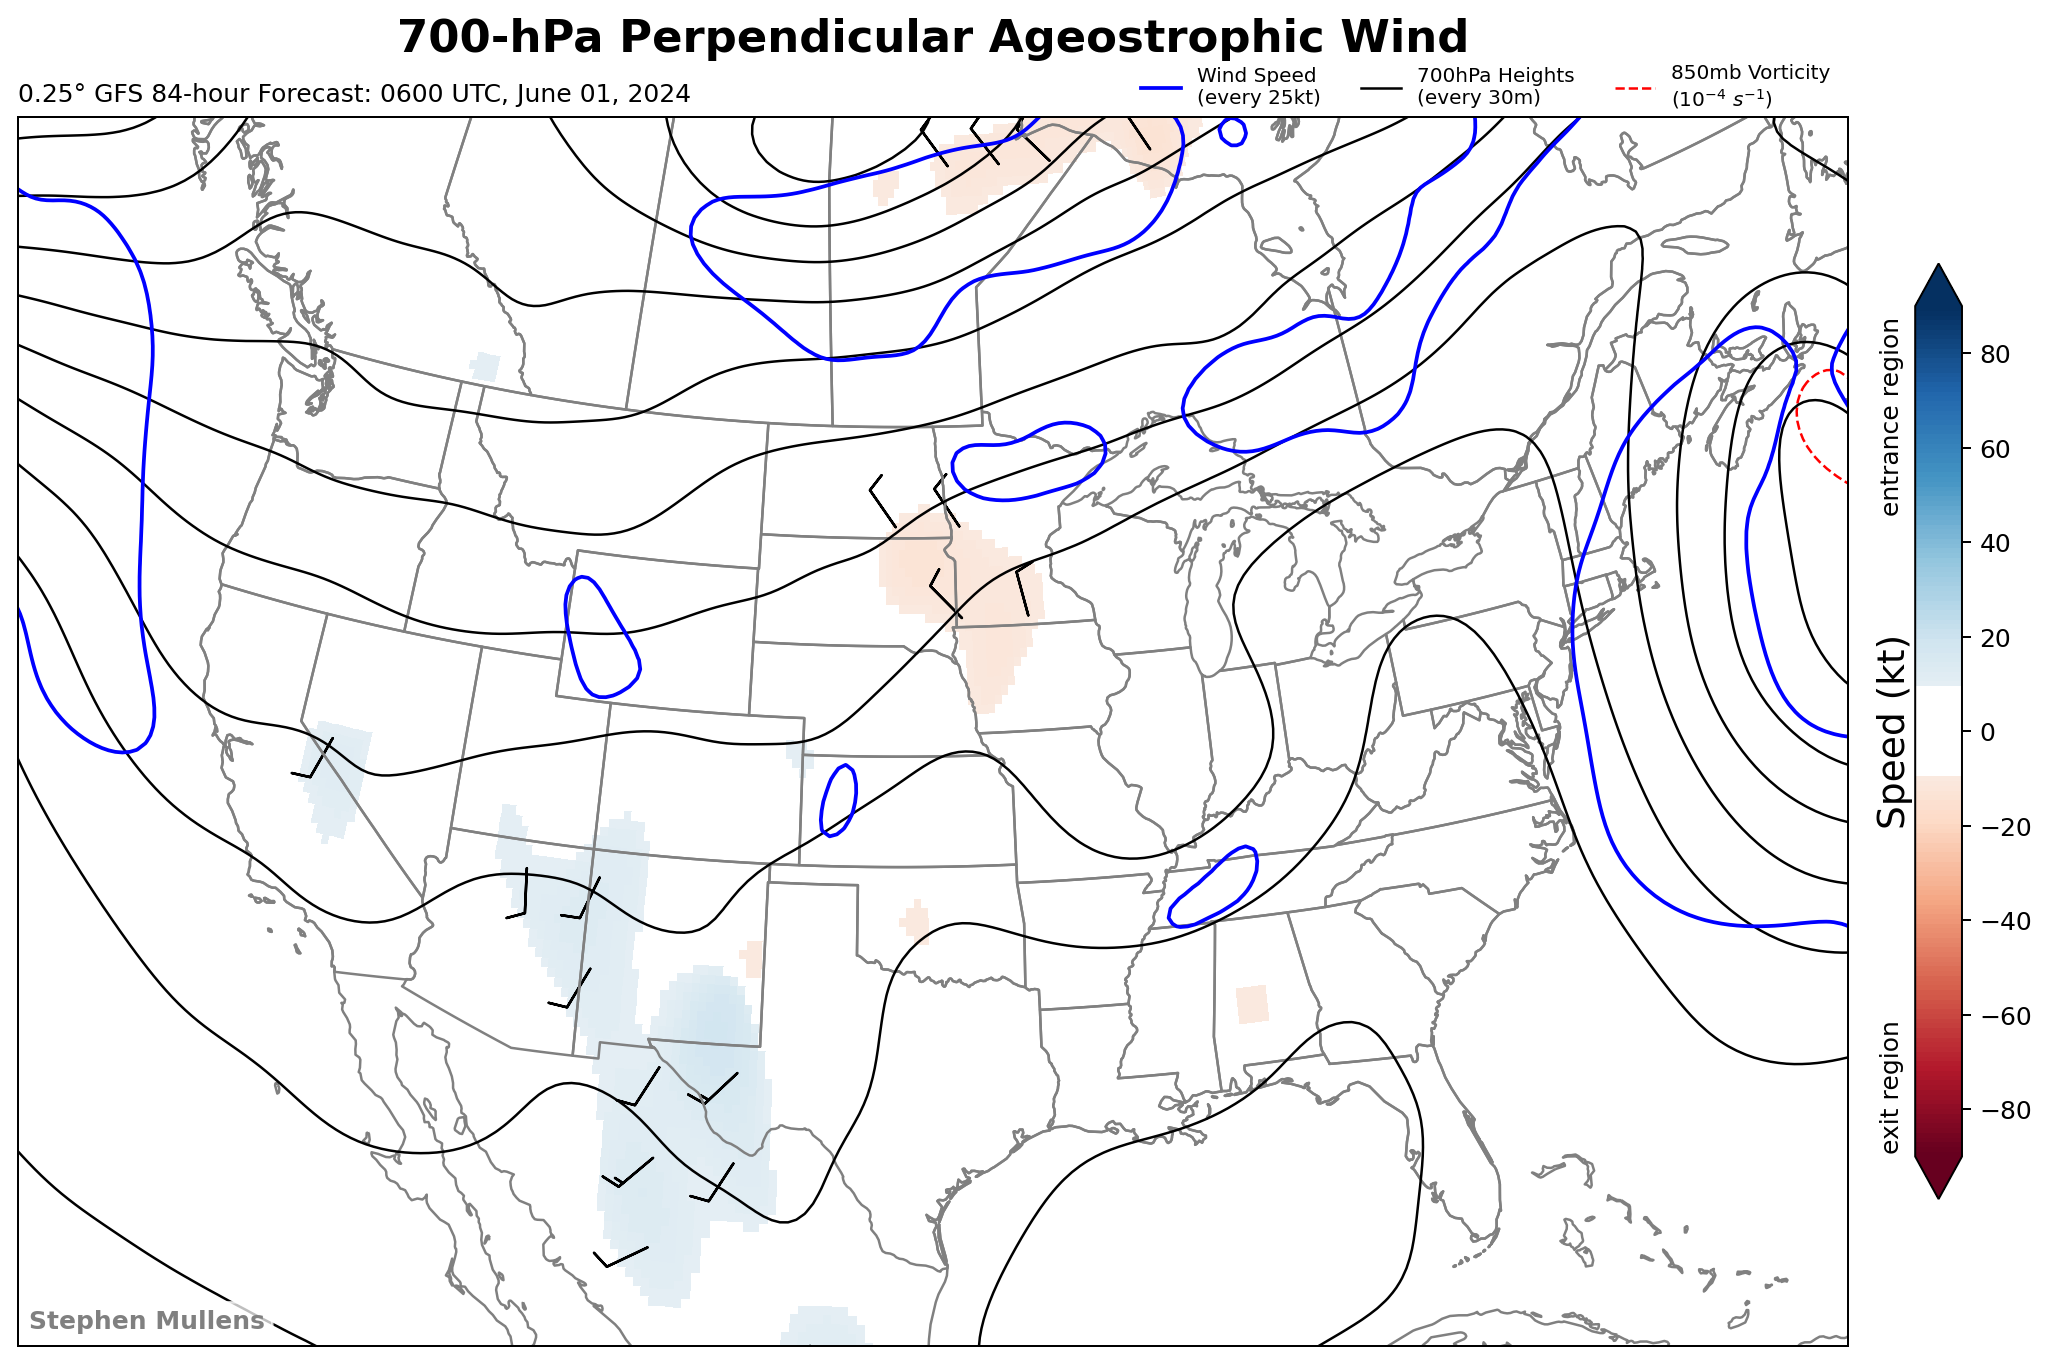 700-hPa Perpendicular Ageostrophic Wind
0.25° GFS 84-hour Forecast: 0600 UTC, June 01, 2024
Wind Speed
(every 25kt)
700hPa Heights
(every 30m)
850mb Vorticity
(10⁻⁴ s⁻¹)
entrance region
Speed (kt)
exit region
80
60
40
20
0
−20
−40
−60
−80
Stephen Mullens